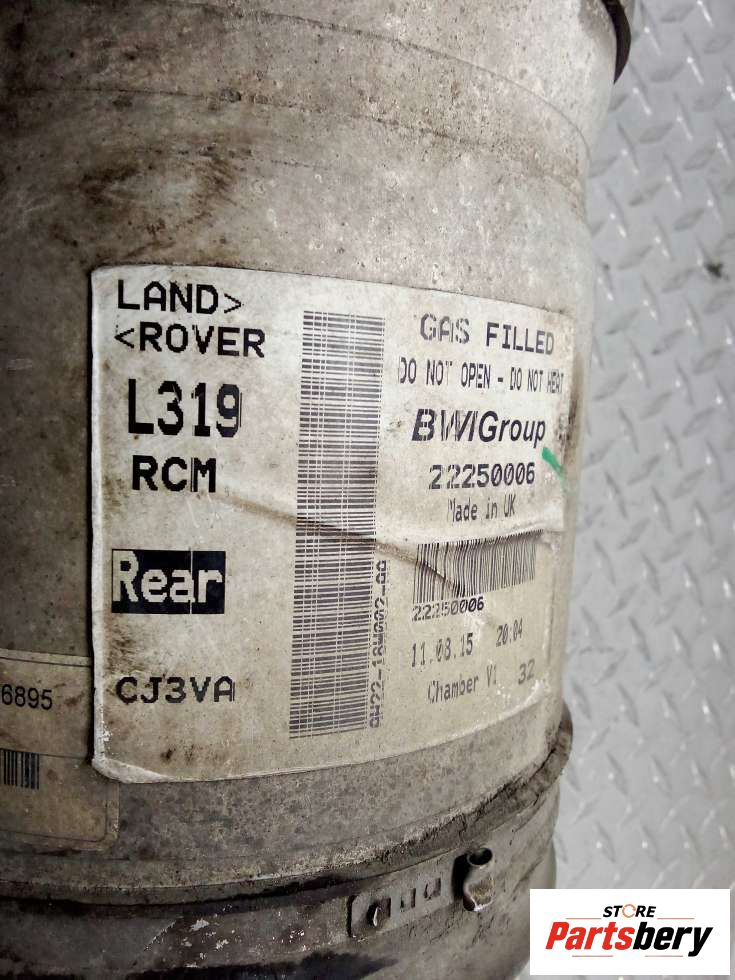 LAND>
<ROVER
L319
RCM
Rear
CJ3VA
GAS FILLED
DO NOT OPEN - DO NOT HEAT
BWIGroup
22250006
Made in UK
22250006
11.08.15 20:04
Chamber V1 32
6895
STORE
Partsbery